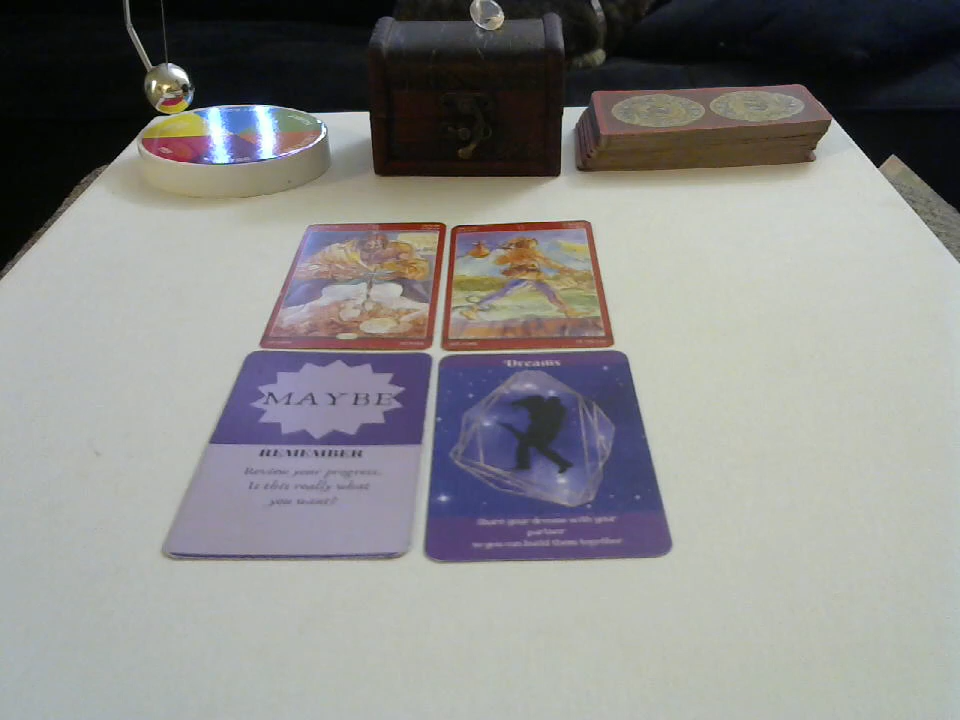 MAYBE
REMEMBER
Review your progress.
Is this really what
you want?
Dreams
Share your dreams with your
partner
so you can build them together